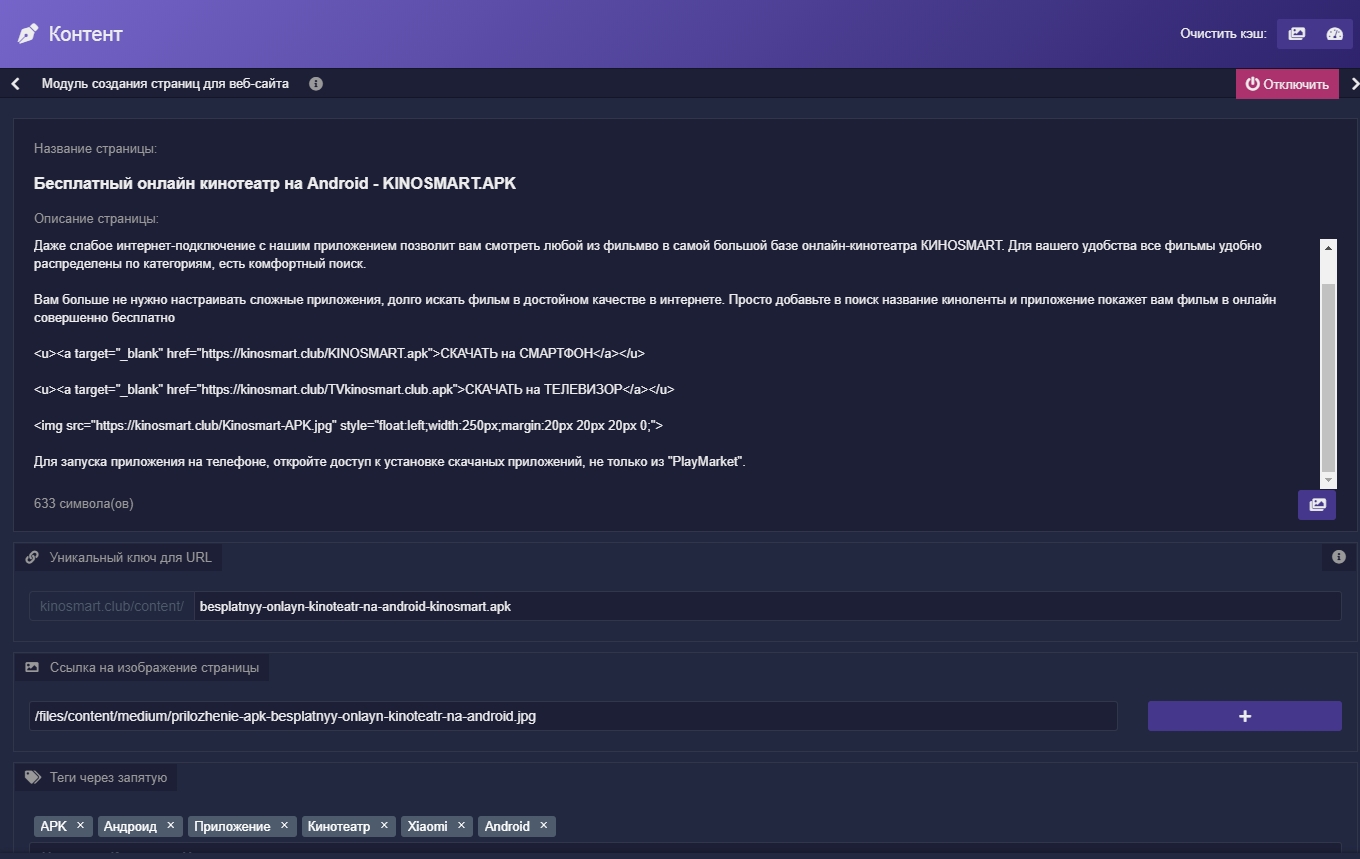 Контент
Очистить кэш:
Модуль создания страниц для веб-сайта
Отключить
Название страницы:
Бесплатный онлайн кинотеатр на Android - KINOSMART.APK
Описание страницы:
Даже слабое интернет-подключение с нашим приложением позволит вам смотреть любой из фильмво в самой большой базе онлайн-кинотеатра КИНОSMART. Для вашего удобства все фильмы удобно
распределены по категориям, есть комфортный поиск.
Вам больше не нужно настраивать сложные приложения, долго искать фильм в достойном качестве в интернете. Просто добавьте в поиск название киноленты и приложение покажет вам фильм в онлайн
совершенно бесплатно
<u><a target="_blank" href="https://kinosmart.club/KINOSMART.apk">СКАЧАТЬ на СМАРТФОН</a></u>
<u><a target="_blank" href="https://kinosmart.club/TVkinosmart.club.apk">СКАЧАТЬ на ТЕЛЕВИЗОР</a></u>
<img src="https://kinosmart.club/Kinosmart-APK.jpg" style="float:left;width:250px;margin:20px 20px 20px 0;">
Для запуска приложения на телефоне, откройте доступ к установке скачаных приложений, не только из "PlayMarket".
633 символа(ов)
Уникальный ключ для URL
kinosmart.club/content/ besplatnyy-onlayn-kinoteatr-na-android-kinosmart.apk
Ссылка на изображение страницы
/files/content/medium/prilozhenie-apk-besplatnyy-onlayn-kinoteatr-na-android.jpg
Теги через запятую
APK × Андроид × Приложение × Кинотеатр × Xiaomi × Android ×